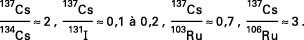 ¹³⁷Cs/¹³⁴Cs ≈ 2 , ¹³⁷Cs/¹³¹I ≈ 0,1 à 0,2 , ¹³⁷Cs/¹⁰³Ru ≈ 0,7 , ¹³⁷Cs/¹⁰⁶Ru ≈ 3 .